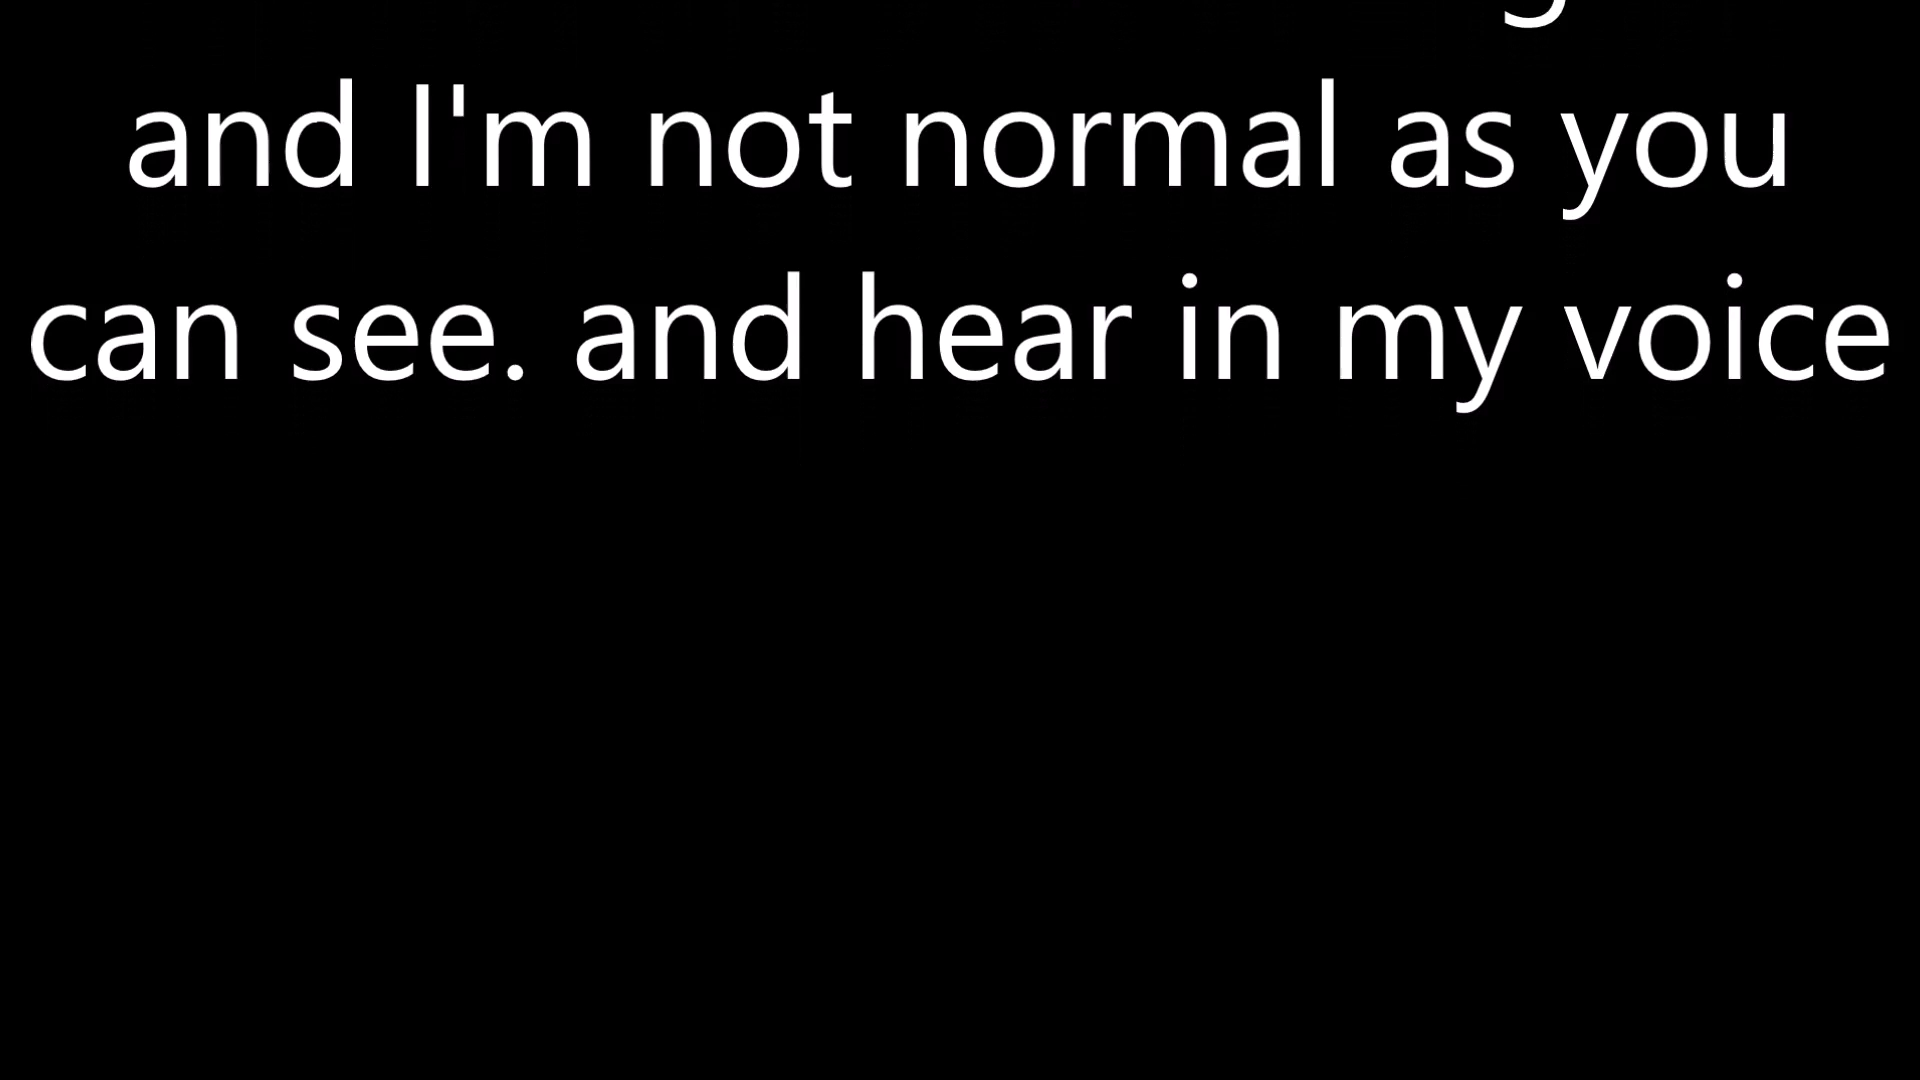 and I'm not normal as you
can see. and hear in my voice